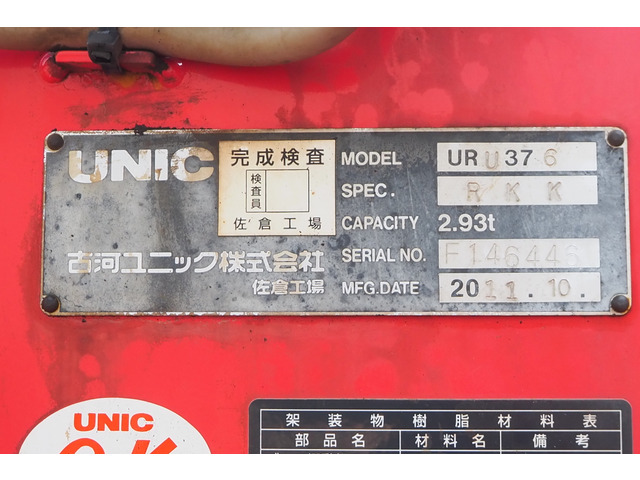 UNIC
完成検査
検査員
佐倉工場
古河ユニック株式会社
佐倉工場
MODEL URU376
SPEC. RKK
CAPACITY 2.93t
SERIAL NO. F146446
MFG.DATE 2011.10.
UNIC
架装物樹脂材料表
部品名 材料名 備考